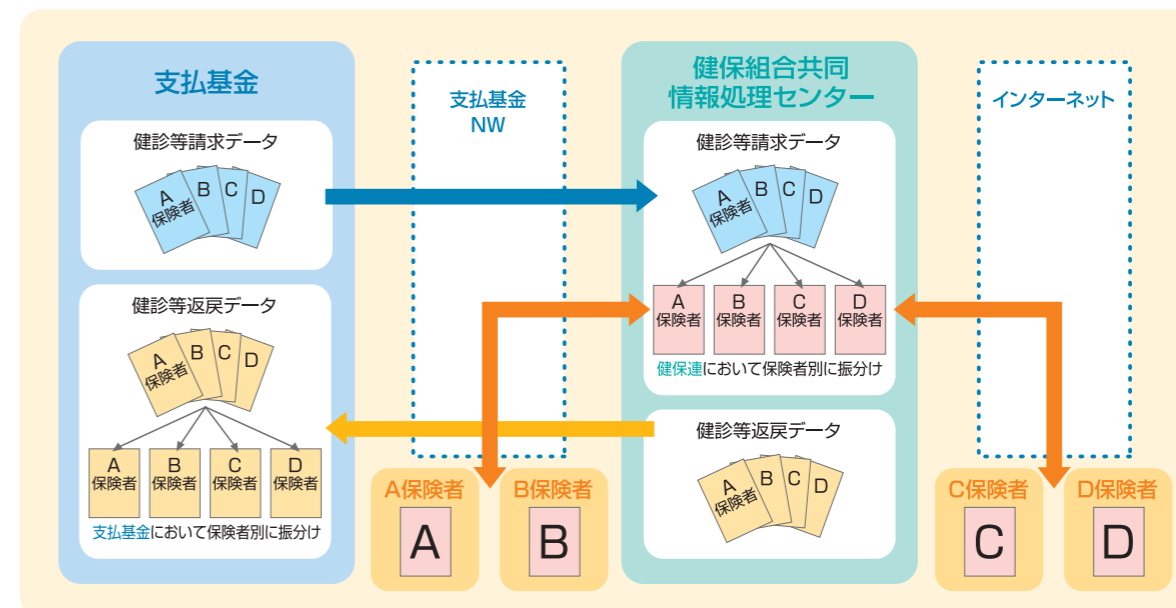 支払基金
健診等請求データ
A
保険者
B
C
D
健診等返戻データ
A
保険者
B
C
D
A
保険者
B
保険者
C
保険者
D
保険者
支払基金において保険者別に振分け
支払基金
NW
A保険者
A
B保険者
B
健保組合共同
情報処理センター
健診等請求データ
A
保険者
B
C
D
A
保険者
B
保険者
C
保険者
D
保険者
健保連において保険者別に振分け
健診等返戻データ
A
保険者
B
C
D
インターネット
C保険者
C
D保険者
D